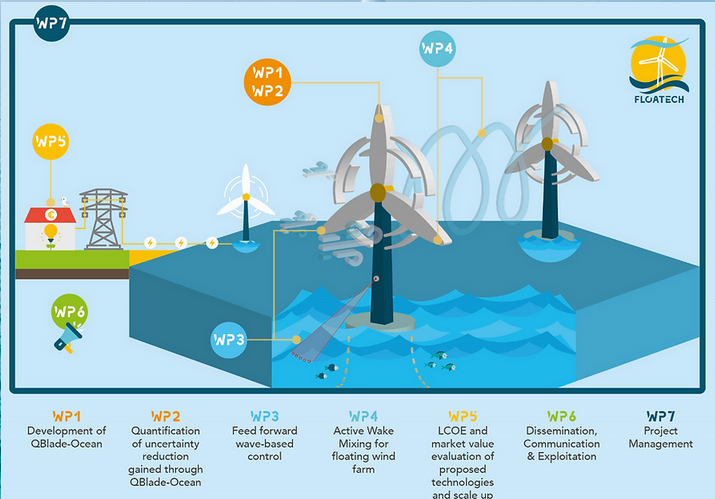 WP7
WP4
WP1
WP2
FLOATECH
WP5
€
WP6
WP3
WP1
Development of
QBlade-Ocean
WP2
Quantification
of uncertainty
reduction
gained through
QBlade-Ocean
WP3
Feed forward
wave-based
control
WP4
Active Wake
Mixing for
floating wind
farm
WP5
LCOE and
market value
evaluation of
proposed
technologies
and scale up
WP6
Dissemination,
Communication
& Exploitation
WP7
Project
Management